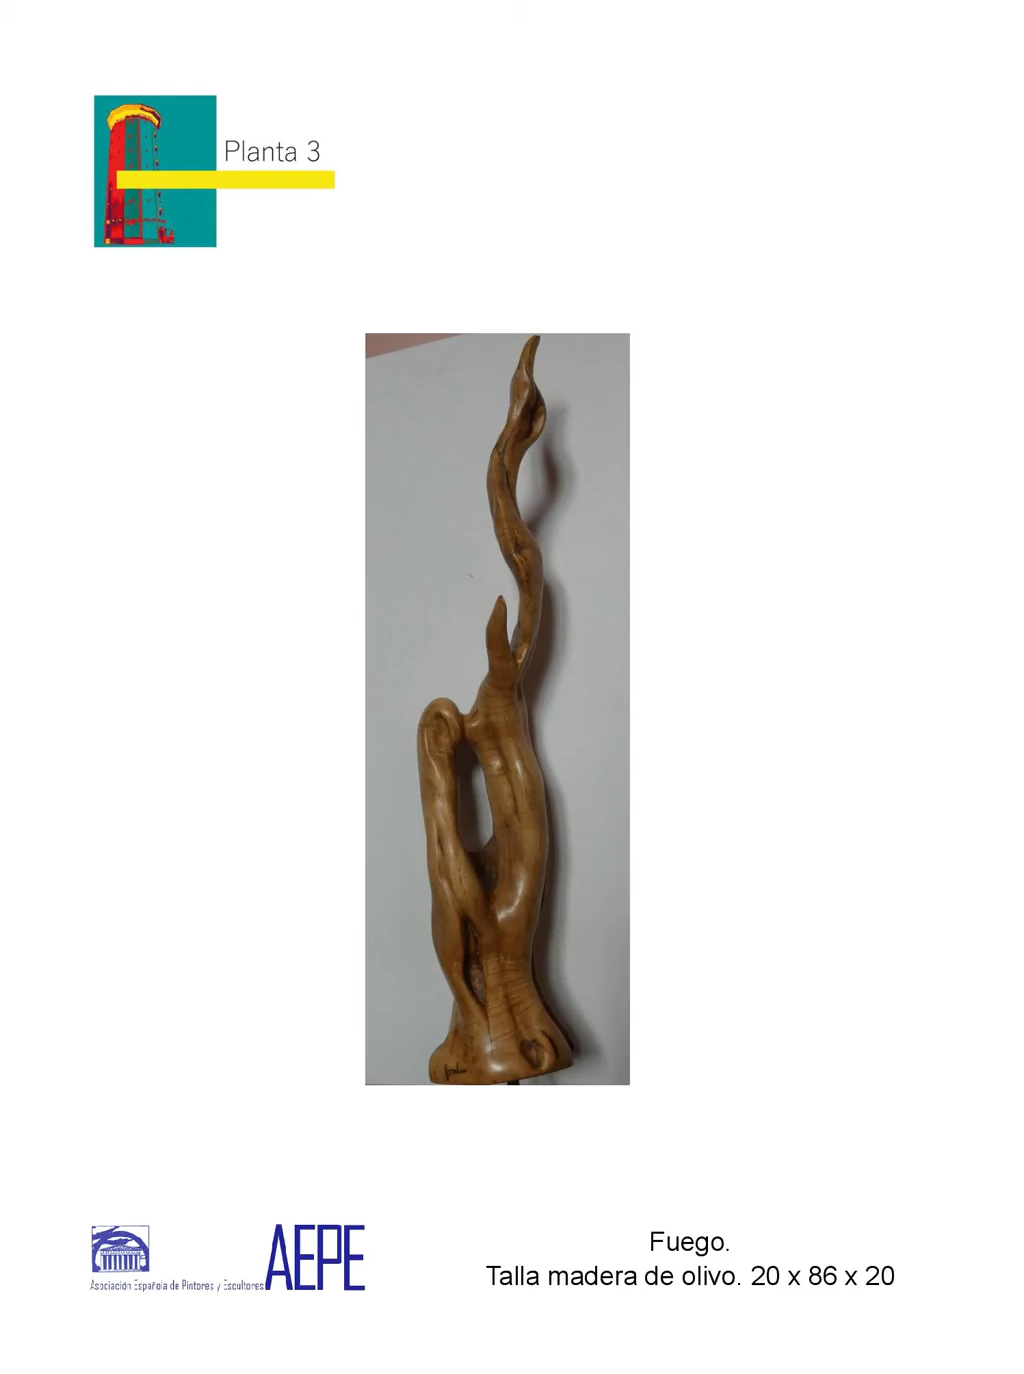 Planta 3
Asociación Española de Pintores y Escultores
AEPE
Fuego.
Talla madera de olivo. 20 x 86 x 20